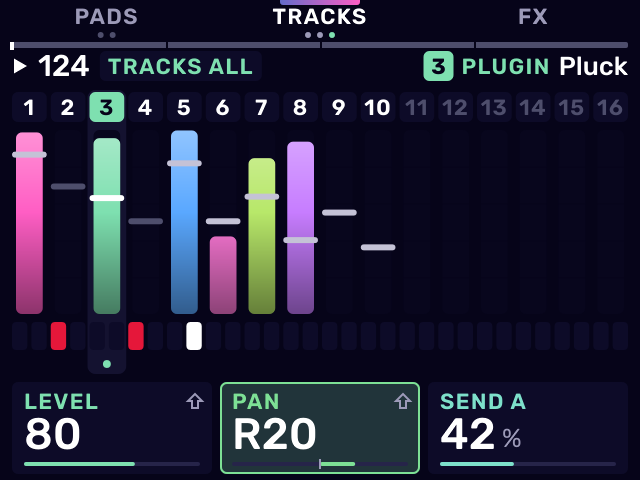 PADS TRACKS FX
124 TRACKS ALL 3 PLUGIN Pluck
1 2 3 4 5 6 7 8 9 10 11 12 13 14 15 16
LEVEL PAN SEND A
80 R20 42 %